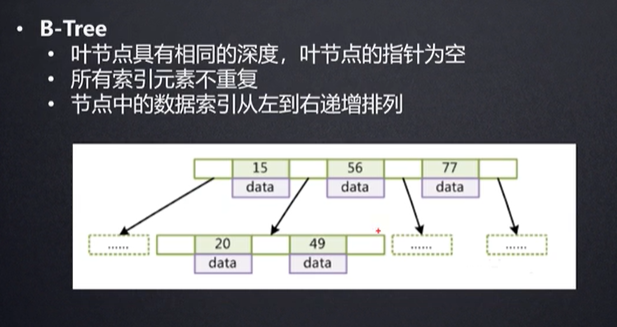 • B-Tree
• 叶节点具有相同的深度，叶节点的指针为空
• 所有索引元素不重复
• 节点中的数据索引从左到右递增排列
15 56 77
data data data
...... 20 49 ...... ......
data data